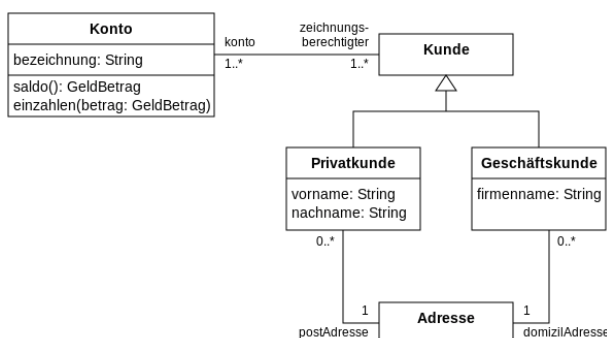 Konto
bezeichnung: String
saldo(): GeldBetrag
einzahlen(betrag: GeldBetrag)
konto
1..*
zeichnungs-
berechtigter
1..*
Kunde
Privatkunde
vorname: String
nachname: String
0..*
Geschäftskunde
firmenname: String
0..*
1
postAdresse
Adresse
1
domizilAdresse